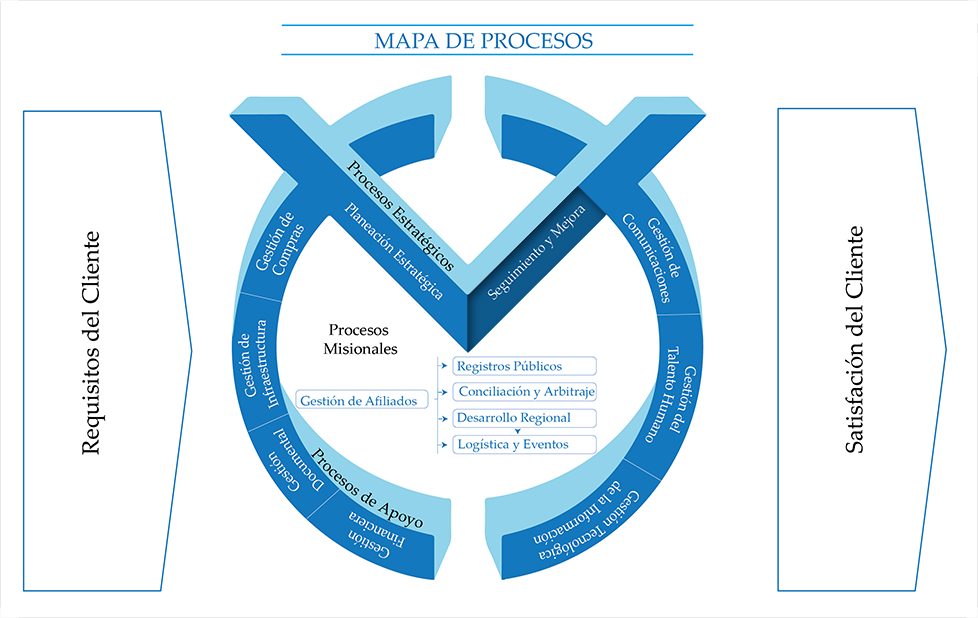 MAPA DE PROCESOS
Requisitos del Cliente
Procesos Estratégicos
Planeación Estratégica
Seguimiento y Mejora
Gestión de
Compras
Gestión de
Infraestructura
Gestión
Documental
Gestión
Financiera
Procesos de Apoyo
Procesos
Misionales
Gestión de Afiliados
Registros Públicos
Conciliación y Arbitraje
Desarrollo Regional
Logística y Eventos
Gestión de
Comunicaciones
Gestión del
Talento Humano
Gestión Tecnológica
de la Información
Satisfación del Cliente